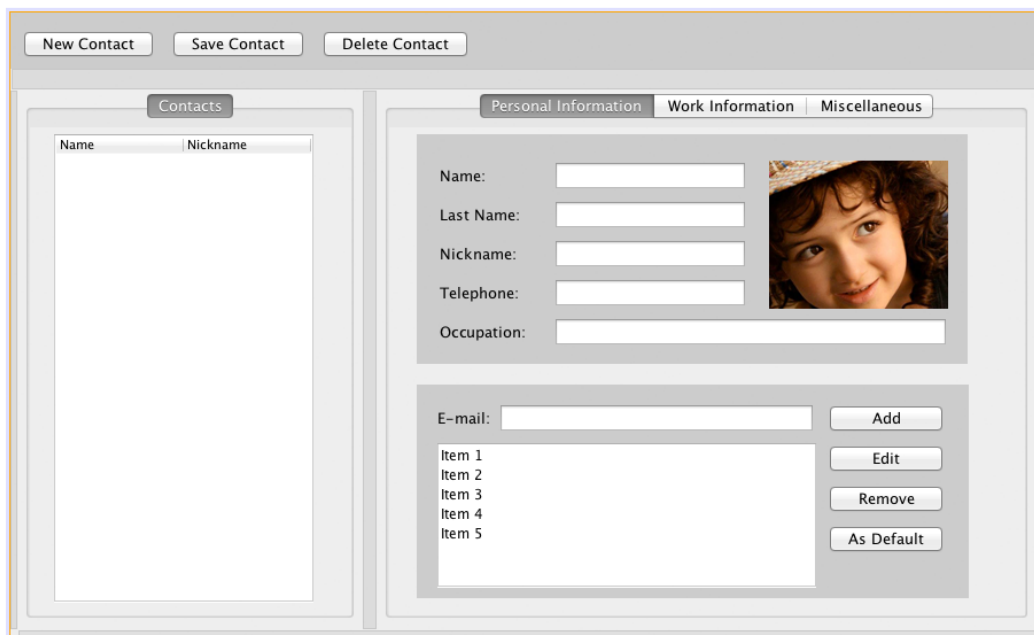 New Contact Save Contact Delete Contact
Contacts
Name Nickname
Personal Information Work Information Miscellaneous
Name:
Last Name:
Nickname:
Telephone:
Occupation:
E-mail: Add
Item 1
Item 2
Item 3
Item 4
Item 5
Edit
Remove
As Default